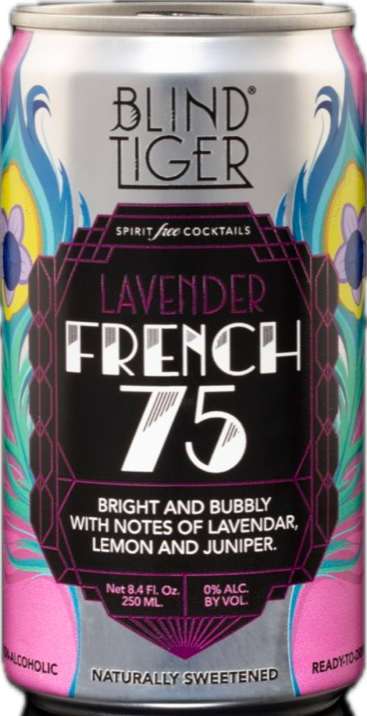 BLIND®
TIGER
SPIRIT free COCKTAILS
LAVENDER
FRENCH
75
BRIGHT AND BUBBLY
WITH NOTES OF LAVENDAR,
LEMON AND JUNIPER.
Net 8.4 Fl. Oz.
250 ML.
0% ALC.
BY VOL.
ALCOHOLIC
NATURALLY SWEETENED
READY-TO-